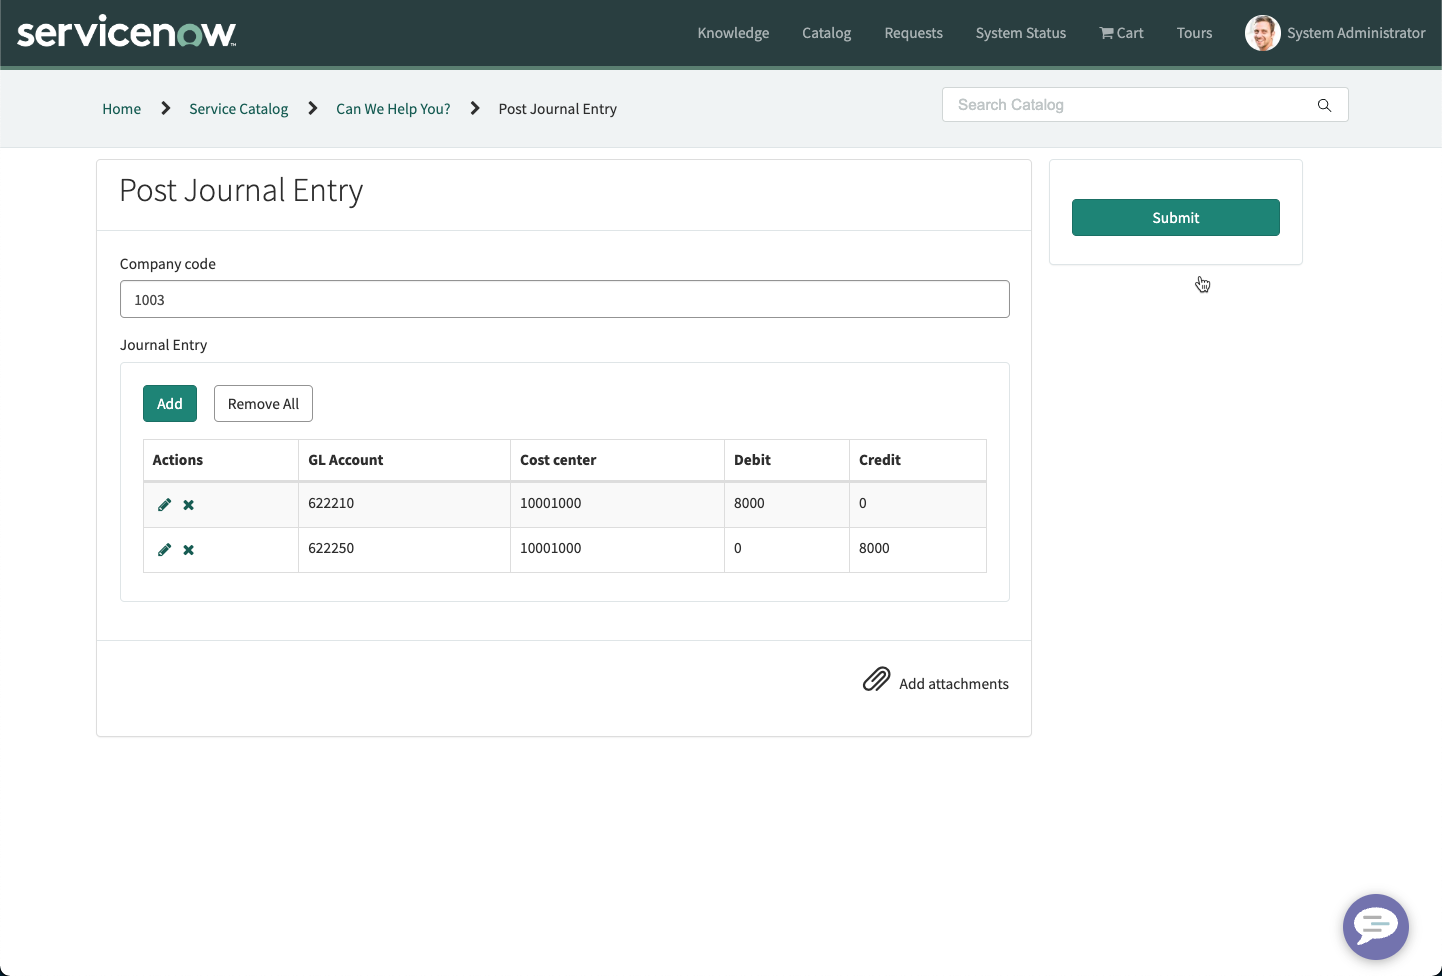 servicenow™
Knowledge Catalog Requests System Status Cart Tours System Administrator
Home Service Catalog Can We Help You? Post Journal Entry
Search Catalog
Post Journal Entry
Submit
Company code
1003
Journal Entry
Add Remove All
Actions GL Account Cost center Debit Credit
622210 10001000 8000 0
622250 10001000 0 8000
Add attachments